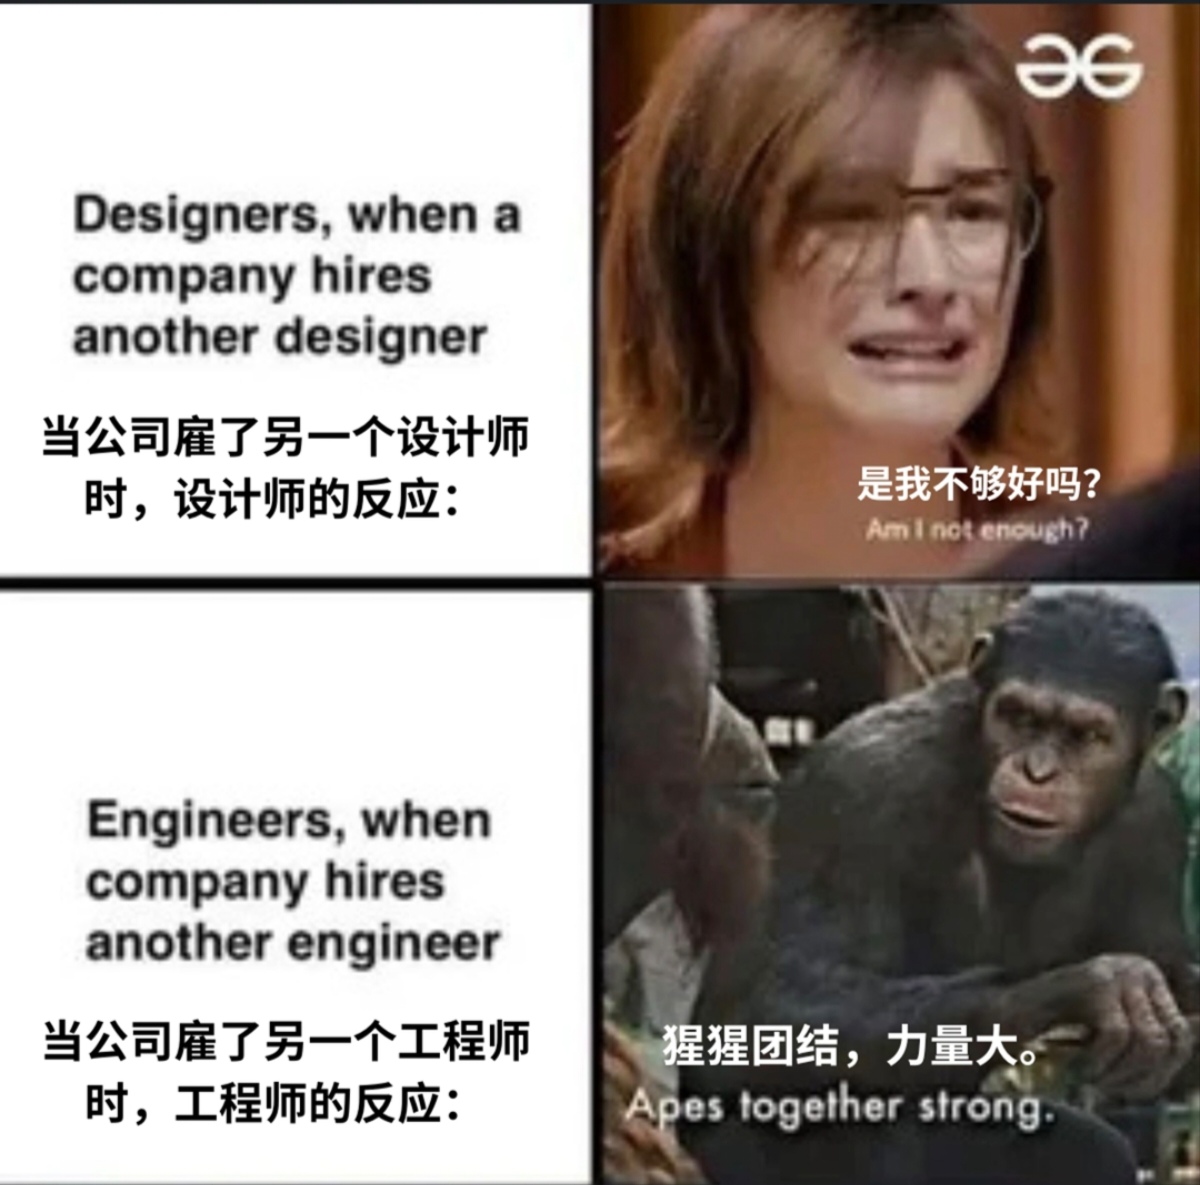 Designers, when a
company hires
another designer
当公司雇了另一个设计师
时，设计师的反应：
是我不够好吗？
Am I not enough?
Engineers, when
company hires
another engineer
当公司雇了另一个工程师
时，工程师的反应：
猩猩团结，力量大。
Apes together strong.